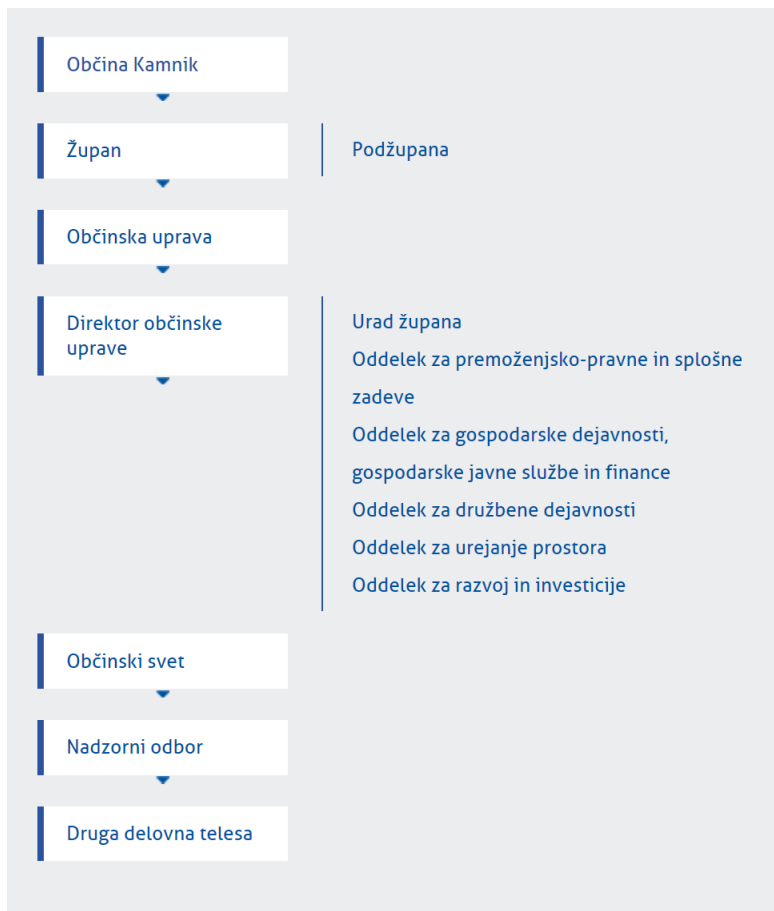 Občina Kamnik
Župan
Podžupana
Občinska uprava
Direktor občinske
uprave
Urad župana
Oddelek za premoženjsko-pravne in splošne
zadeve
Oddelek za gospodarske dejavnosti,
gospodarske javne službe in finance
Oddelek za družbene dejavnosti
Oddelek za urejanje prostora
Oddelek za razvoj in investicije
Občinski svet
Nadzorni odbor
Druga delovna telesa